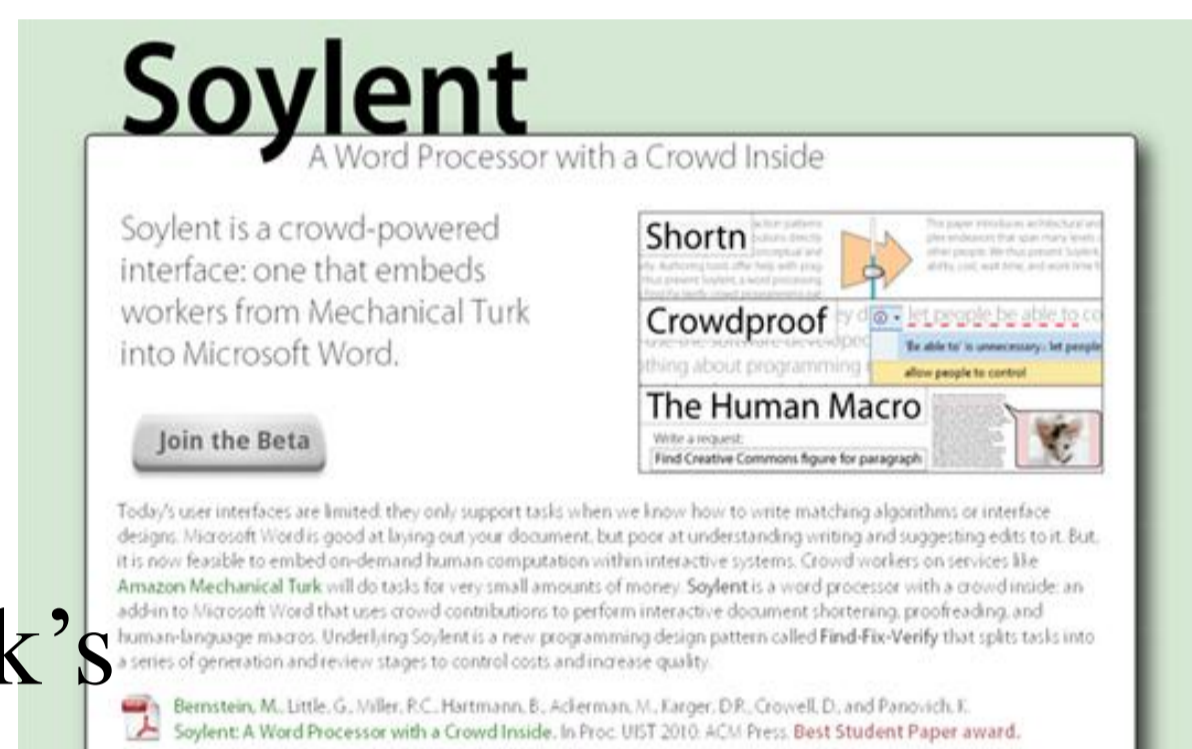 Soylent
A Word Processor with a Crowd Inside
Soylent is a crowd-powered
interface: one that embeds
workers from Mechanical Turk
into Microsoft Word.
Join the Beta
Shortn
Crowdproof
let people be able to co
'Be able to' is unnecessary: let people
allow people to control
thing about programming
The Human Macro
Write a request:
Find Creative Commons figure for paragraph
Today's user interfaces are limited: they only support tasks when we know how to write matching algorithms or interface
designs. Microsoft Word is good at laying out your document, but poor at understanding writing and suggesting edits to it. But,
it is now feasible to embed on-demand human computation within interactive systems. Crowd workers on services like
Amazon Mechanical Turk will do tasks for very small amounts of money. Soylent is a word processor with a crowd inside: an
add-in to Microsoft Word that uses crowd contributions to perform interactive document shortening, proofreading, and
human-language macros. Underlying Soylent is a new programming design pattern called Find-Fix-Verify that splits tasks into
a series of generation and review stages to control costs and increase quality.
k's
Bernstein, M., Little, G., Miller, R.C., Hartmann, B., Ackerman, M., Karger, D.R., Crowell, D., and Panovich, K.
Soylent: A Word Processor with a Crowd Inside. In Proc. UIST 2010. ACM Press. Best Student Paper award.